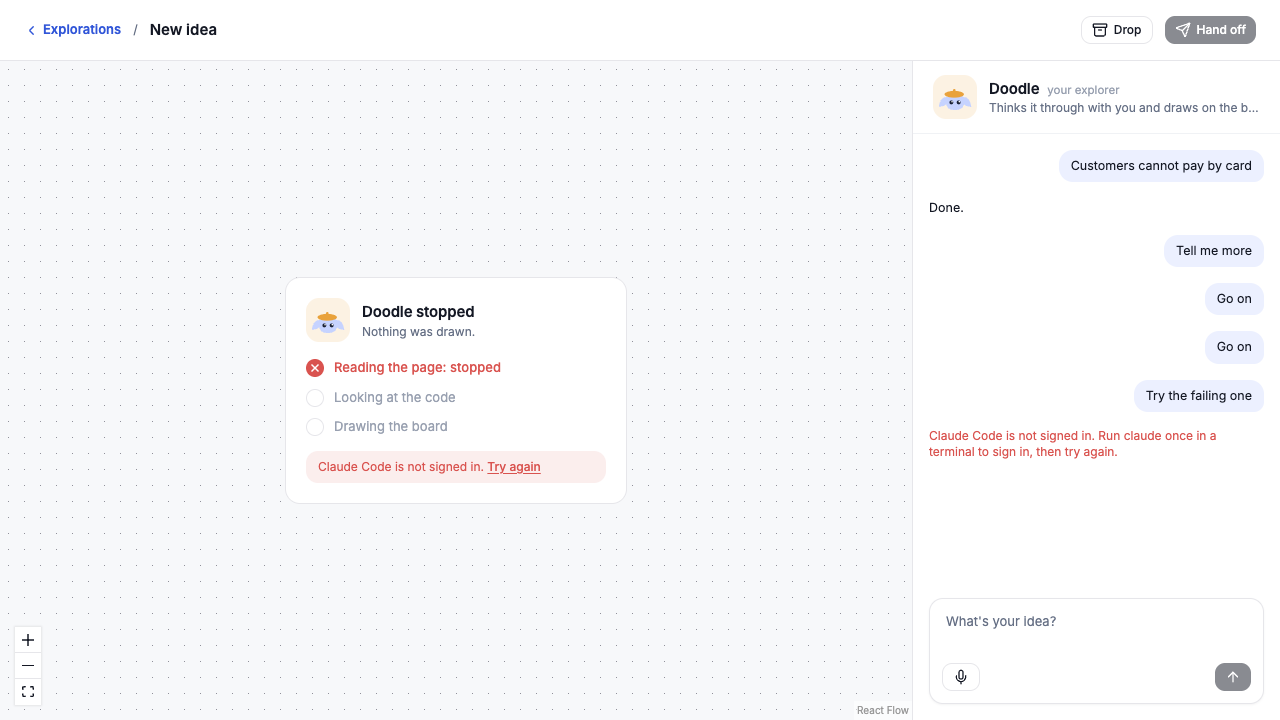 Explorations / New idea
Drop
Hand off
Doodle your explorer
Thinks it through with you and draws on the b…
Customers cannot pay by card
Done.
Tell me more
Go on
Go on
Try the failing one
Claude Code is not signed in. Run claude once in a
terminal to sign in, then try again.
Doodle stopped
Nothing was drawn.
Reading the page: stopped
Looking at the code
Drawing the board
Claude Code is not signed in. Try again
What's your idea?
React Flow